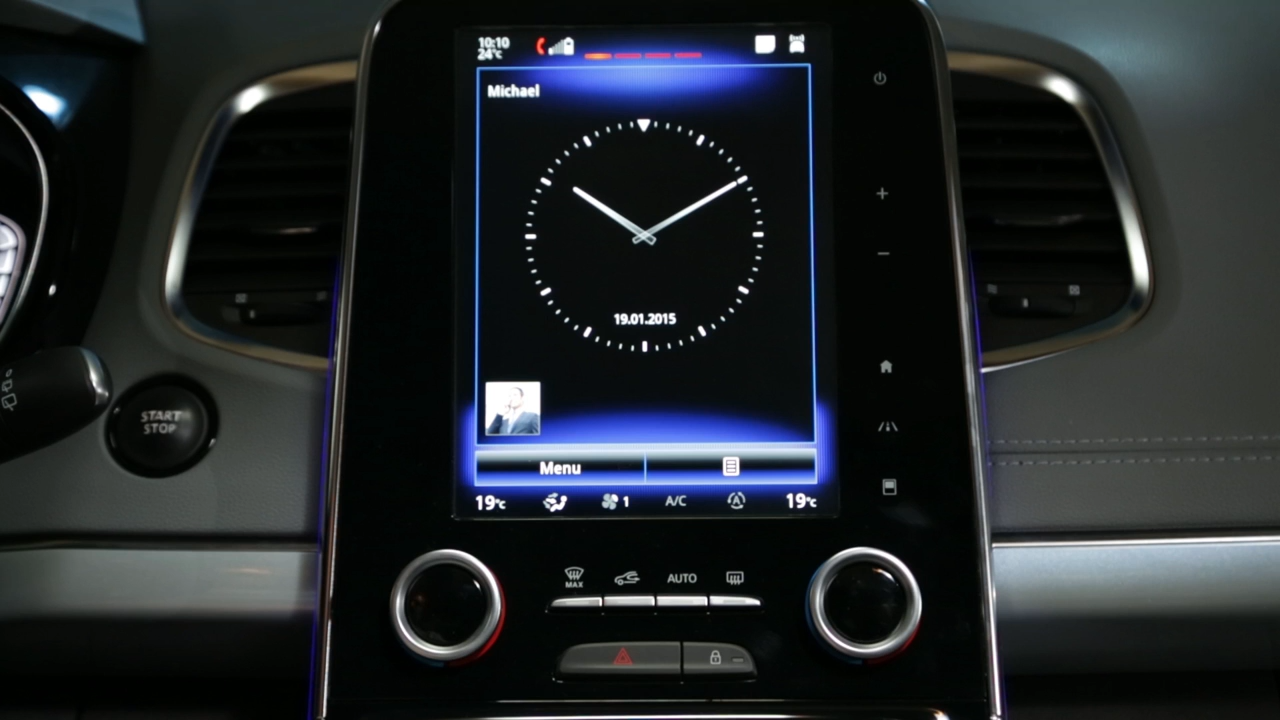 10:10
24°C
Michael
19.01.2015
Menu
19°C 1 A/C A 19°C
START
STOP
MAX AUTO